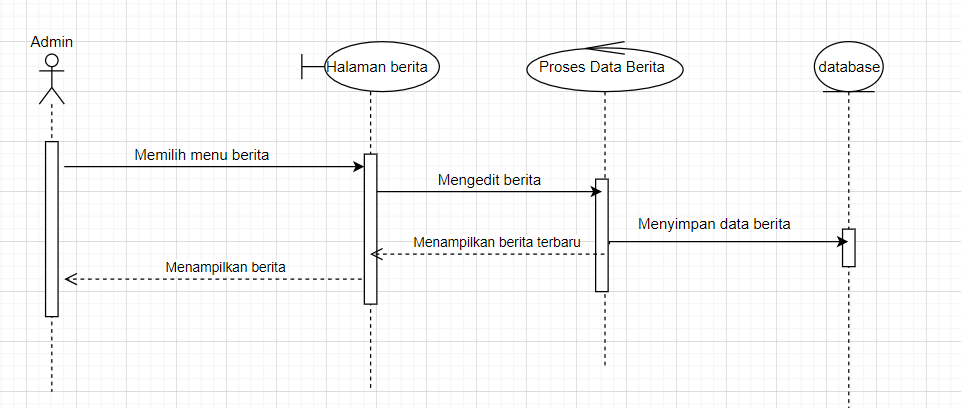 Admin
Halaman berita
Proses Data Berita
database
Memilih menu berita
Mengedit berita
Menyimpan data berita
Menampilkan berita terbaru
Menampilkan berita